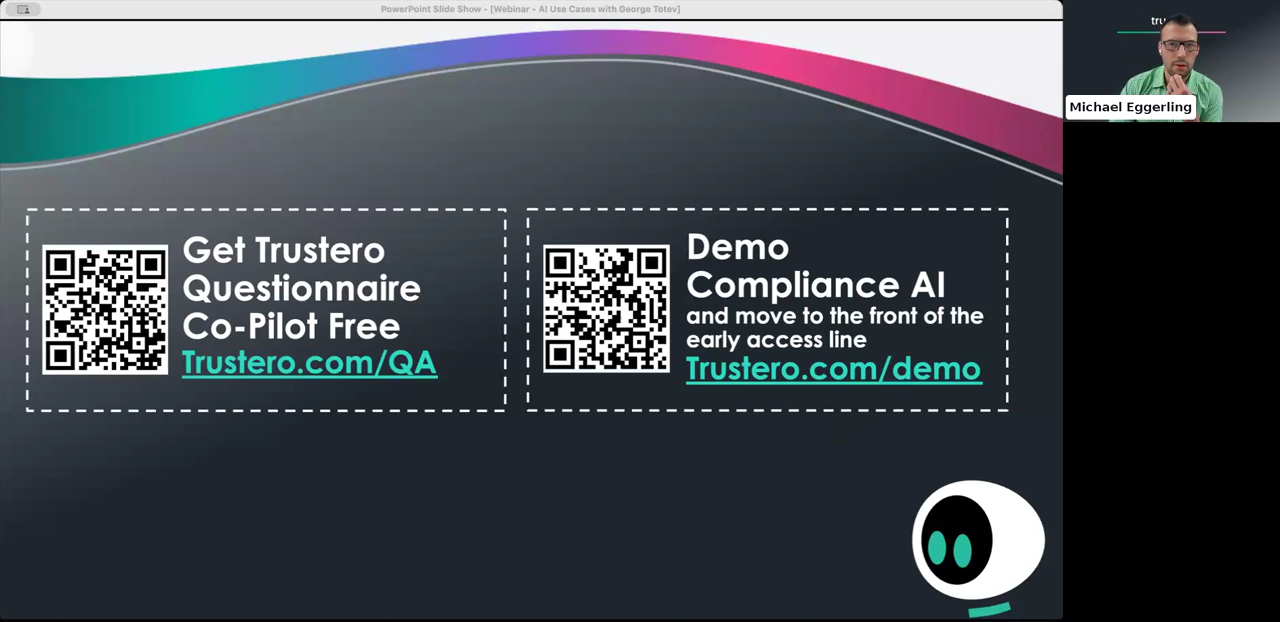 PowerPoint Slide Show - [Webinar - AI Use Cases with George Totev]
Get Trustero
Questionnaire
Co-Pilot Free
Trustero.com/QA
Demo
Compliance AI
and move to the front of the
early access line
Trustero.com/demo
Michael Eggerling